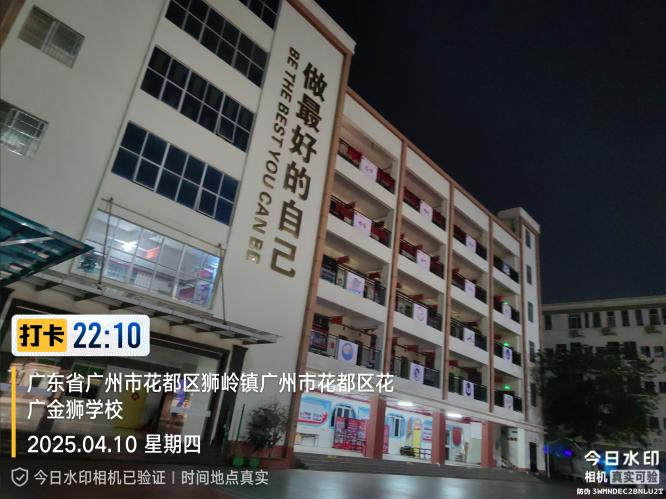 做最好的自己
BE THE BEST YOU CAN BE
打卡 22:10
广东省广州市花都区狮岭镇广州市花都区花
广金狮学校
2025.04.10 星期四
今日水印相机已验证 | 时间地点真实
今日水印
相机 真实可验
防伪 3WMNDEC2BNLU2T